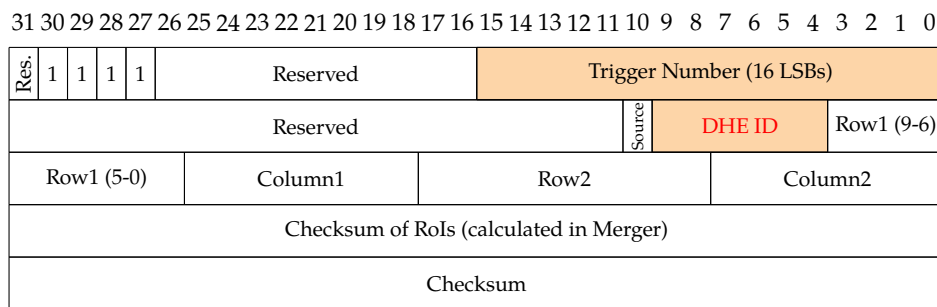 31 30 29 28 27 26 25 24 23 22 21 20 19 18 17 16 15 14 13 12 11 10 9 8 7 6 5 4 3 2 1 0
Res. 1 1 1 1 Reserved Trigger Number (16 LSBs)
Reserved Source DHE ID Row1 (9-6)
Row1 (5-0) Column1 Row2 Column2
Checksum of RoIs (calculated in Merger)
Checksum